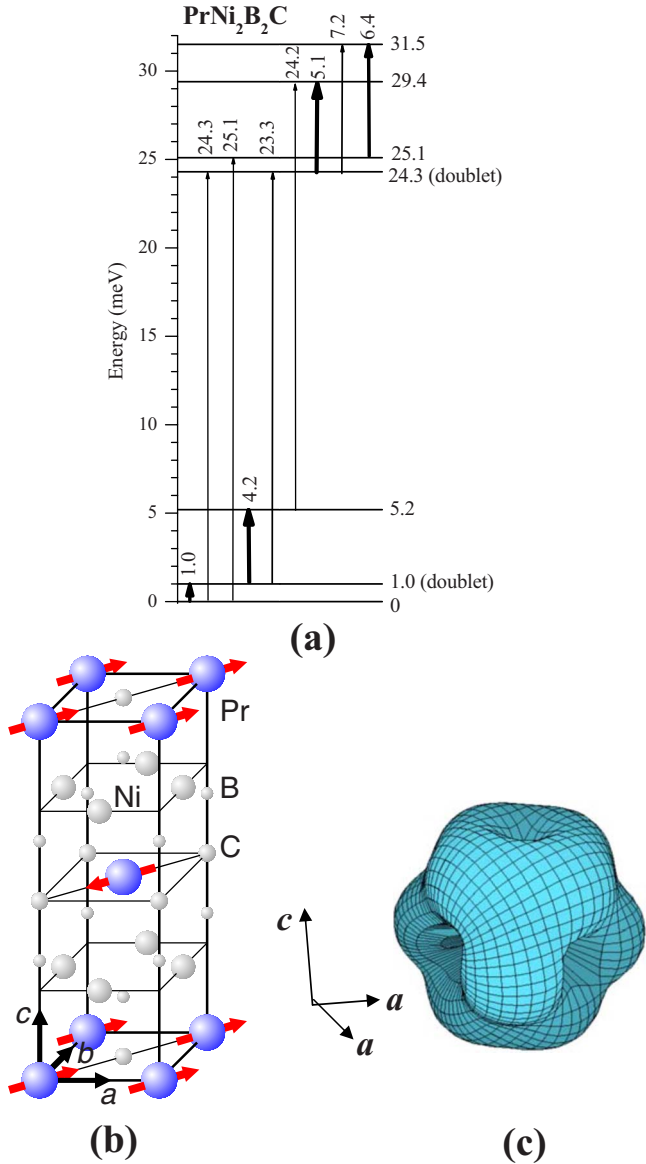 PrNi2B2C
7.2
6.4
31.5
24.2
5.1
29.4
30
24.3
25.1
23.3
25.1
25
24.3 (doublet)
20
Energy (meV)
15
10
4.2
5.2
5
1.0
1.0 (doublet)
0
0
(a)
Pr
Ni
B
C
c
b
a
c
a
a
(b)
(c)